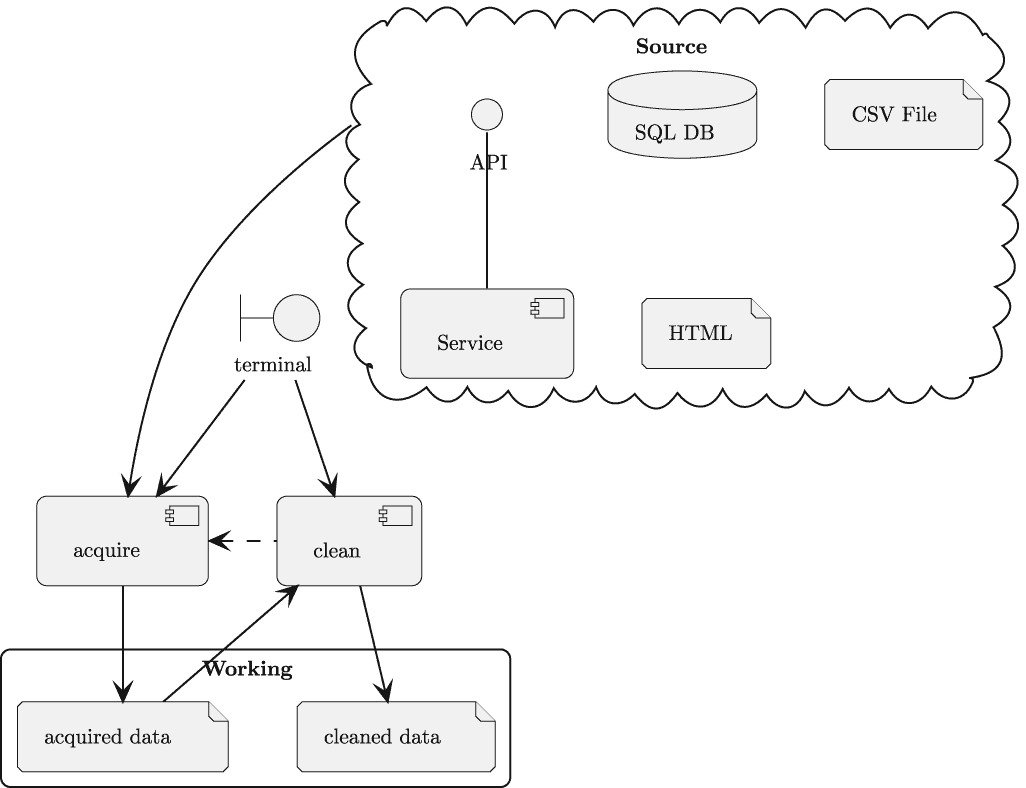 Source
SQL DB
CSV File
API
Service
HTML
terminal
acquire
clean
Working
acquired data
cleaned data